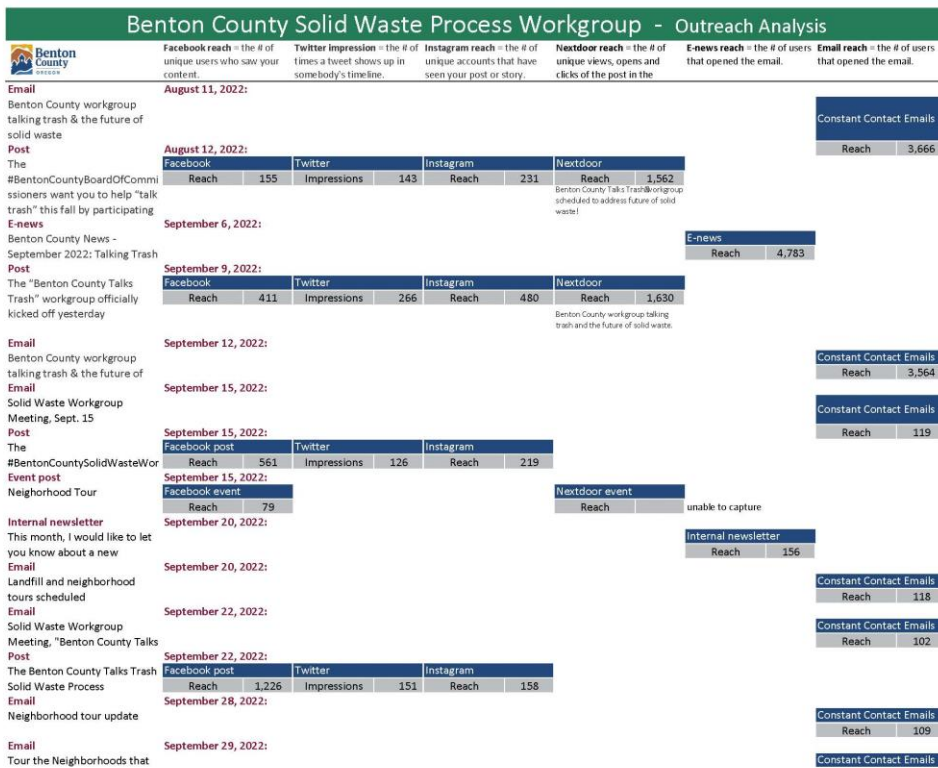 Benton County Solid Waste Process Workgroup - Outreach Analysis
Benton
County
OREGON
Facebook reach = the # of
unique users who saw your
content.
Twitter impression = the # of
times a tweet shows up in
somebody's timeline.
Instagram reach = the # of
unique accounts that have
seen your post or story.
Nextdoor reach = the # of
unique views, opens and
clicks of the post in the
E-news reach = the # of users
that opened the email.
Email reach = the # of users
that opened the email.
Email
August 11, 2022:
Benton County workgroup
talking trash & the future of
solid waste
Constant Contact Emails
Reach 3,666
Post
August 12, 2022:
The
#BentonCountyBoardOfCommi
ssioners want you to help "talk
trash" this fall by participating
Facebook Twitter Instagram Nextdoor
Reach 155 Impressions 143 Reach 231 Reach 1,562
Benton County Talks Trash workgroup
scheduled to address future of solid
waste!
E-news
September 6, 2022:
Benton County News -
September 2022: Talking Trash
E-news
Reach 4,783
Post
September 9, 2022:
The "Benton County Talks
Trash" workgroup officially
kicked off yesterday
Facebook Twitter Instagram Nextdoor
Reach 411 Impressions 266 Reach 480 Reach 1,630
Benton County workgroup talking
trash and the future of solid waste.
Email
September 12, 2022:
Benton County workgroup
talking trash & the future of
Constant Contact Emails
Reach 3,564
Email
September 15, 2022:
Solid Waste Workgroup
Meeting, Sept. 15
Constant Contact Emails
Reach 119
Post
September 15, 2022:
The
#BentonCountySolidWasteWor
Facebook post Twitter Instagram
Reach 561 Impressions 126 Reach 219
Event post
September 15, 2022:
Neighorhood Tour
Facebook event Nextdoor event
Reach 79 Reach unable to capture
Internal newsletter
September 20, 2022:
This month, I would like to let
you know about a new
Internal newsletter
Reach 156
Email
September 20, 2022:
Landfill and neighborhood
tours scheduled
Constant Contact Emails
Reach 118
Email
September 22, 2022:
Solid Waste Workgroup
Meeting, "Benton County Talks
Constant Contact Emails
Reach 102
Post
September 22, 2022:
The Benton County Talks Trash
Solid Waste Process
Facebook post Twitter Instagram
Reach 1,226 Impressions 151 Reach 158
Email
September 28, 2022:
Neighborhood tour update
Constant Contact Emails
Reach 109
Email
September 29, 2022:
Tour the Neighborhoods that
Constant Contact Emails